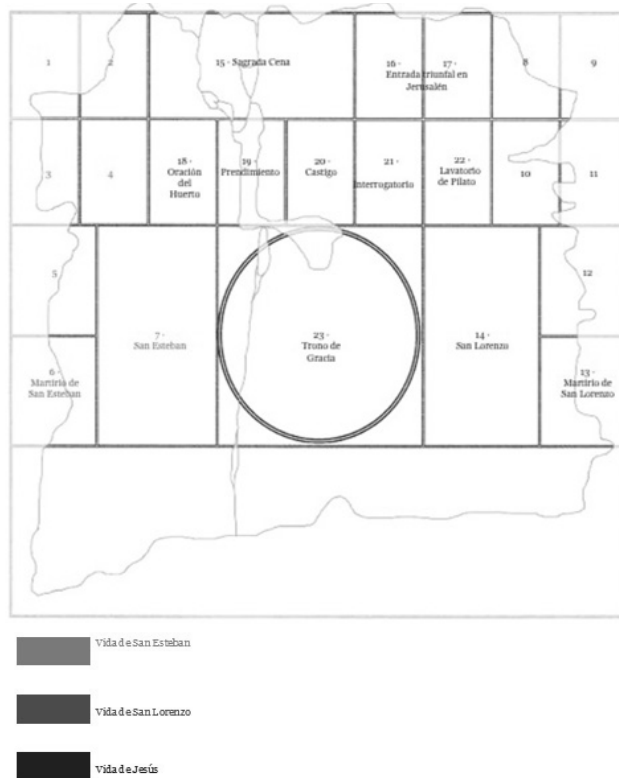 1
2
15 · Sagrada Cena
16 ·
17 ·
Entrada triunfal en
Jerusalén
8
9
3
4
18 ·
Oración
del
Huerto
19 ·
Prendimiento
20 ·
Castigo
21 ·
Interrogatorio
22 ·
Lavatorio
de Pilato
10
11
5
12
7 ·
San Esteban
23 ·
Trono de
Gracia
14 ·
San Lorenzo
6 ·
Martirio de
San Esteban
13 ·
Martirio de
San Lorenzo
Vida de San Esteban
Vida de San Lorenzo
Vida de Jesús